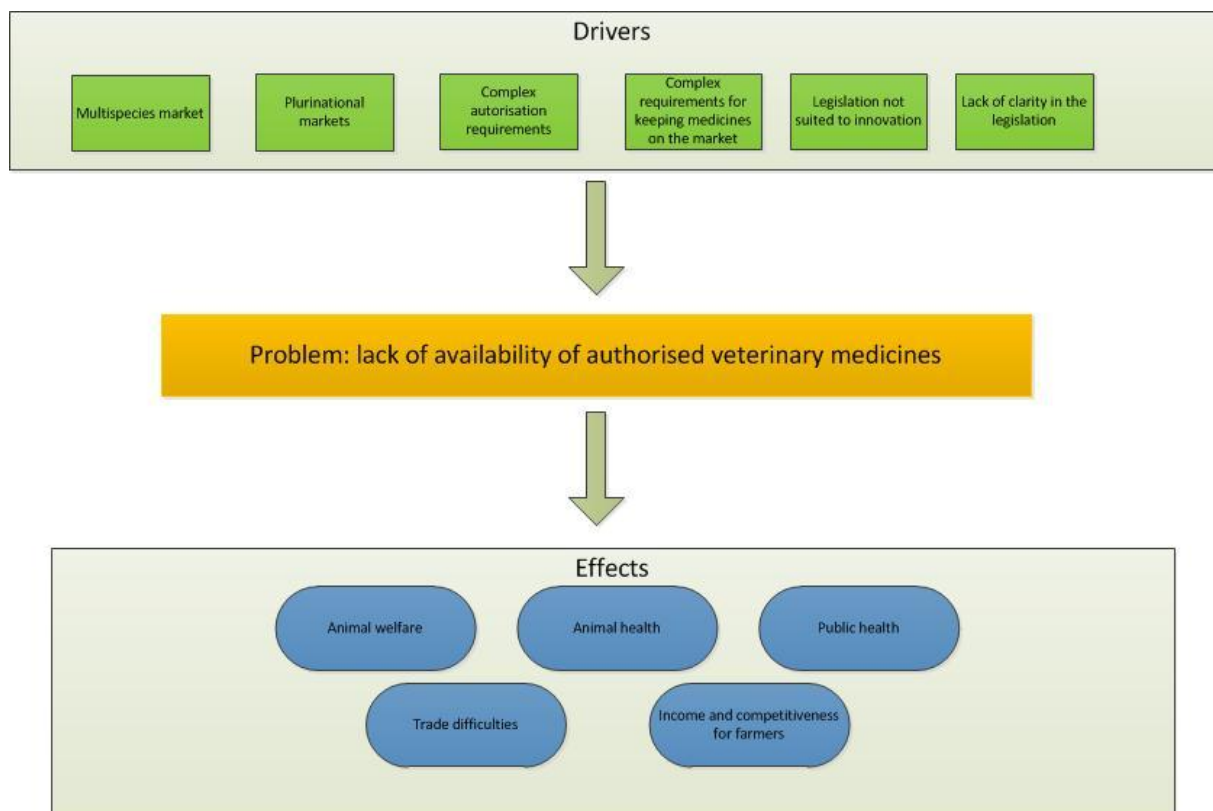 Drivers
Multispecies market
Plurinational
markets
Complex
autorisation
requirements
Complex
requirements for
keeping medicines
on the market
Legislation not
suited to innovation
Lack of clarity in the
legislation
Problem: lack of availability of authorised veterinary medicines
Effects
Animal welfare
Animal health
Public health
Trade difficulties
Income and competitiveness
for farmers